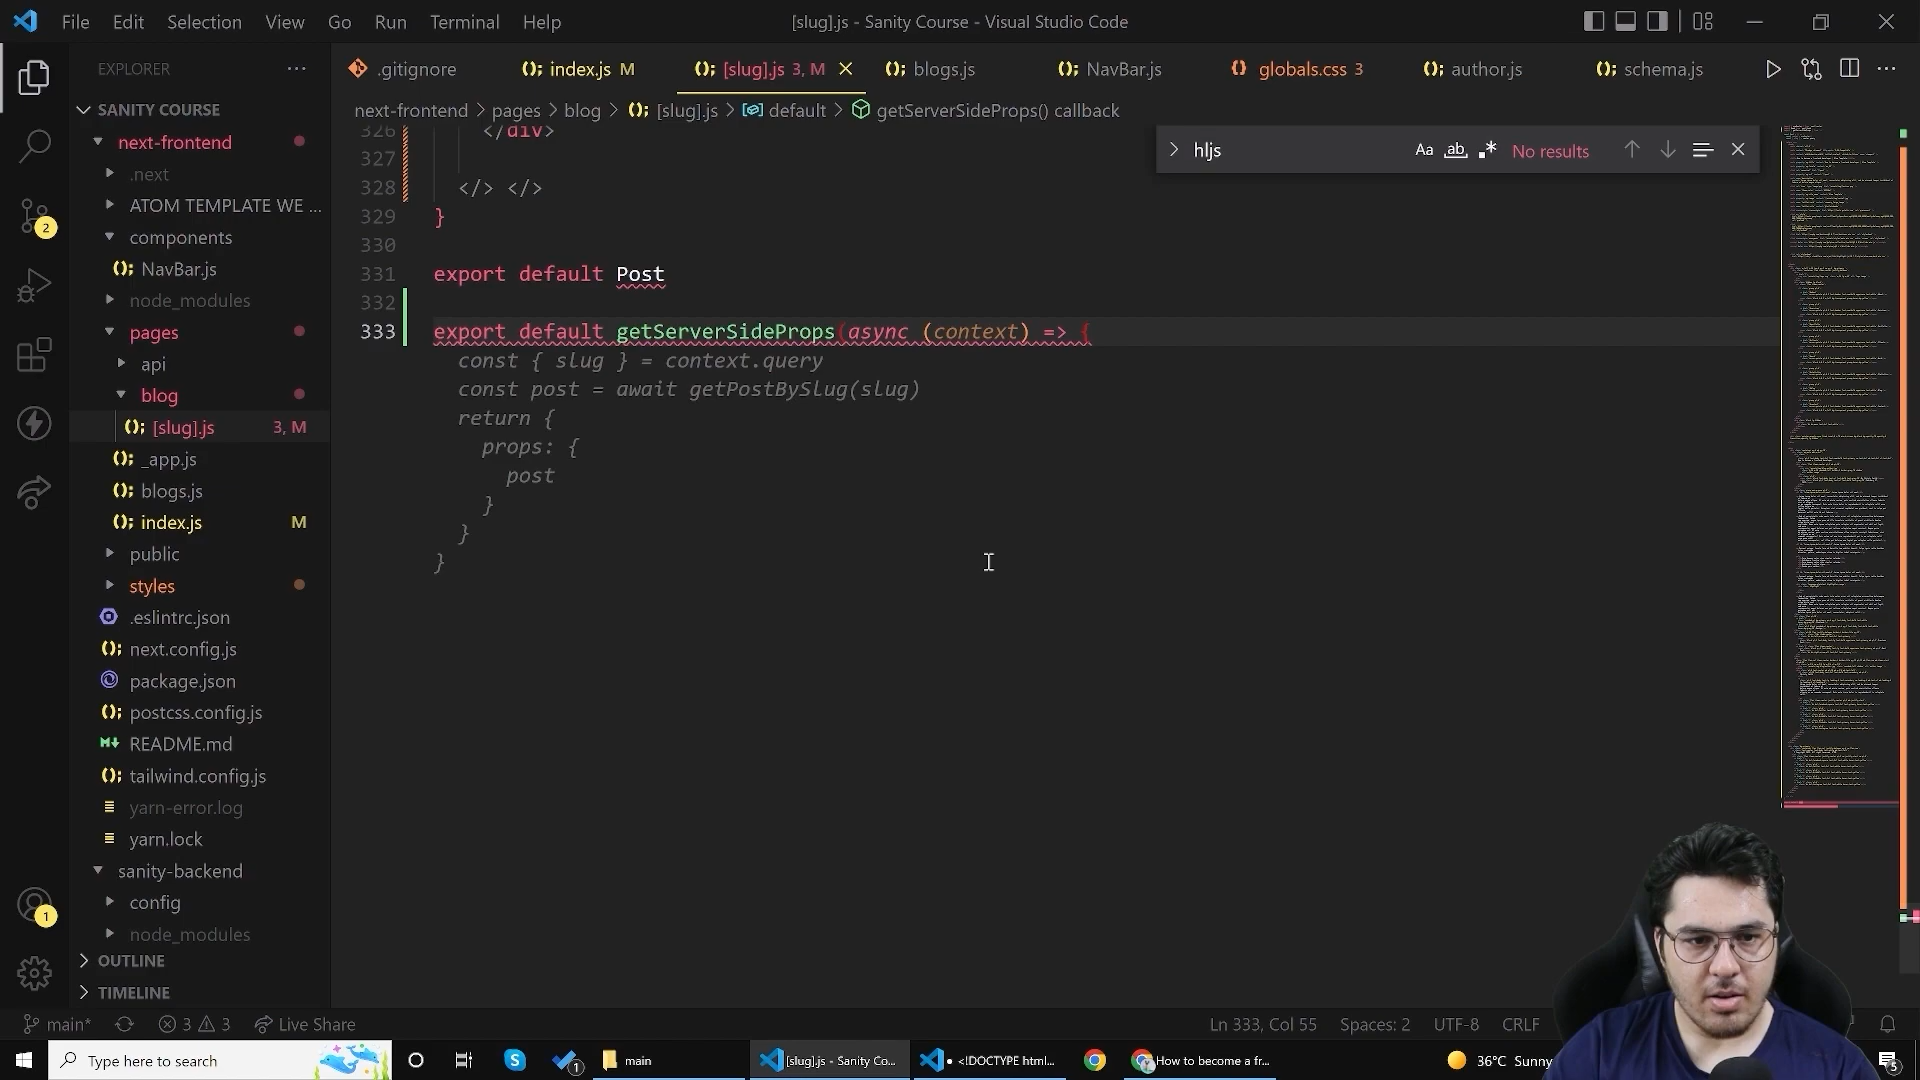 File Edit Selection View Go Run Terminal Help
[slug].js - Sanity Course - Visual Studio Code
EXPLORER
.gitignore
index.js M
[slug].js 3, M
blogs.js
NavBar.js
globals.css 3
author.js
schema.js
SANITY COURSE
next-frontend
.next
ATOM TEMPLATE WE ...
components
NavBar.js
node_modules
pages
api
blog
[slug].js 3, M
_app.js
blogs.js
index.js M
public
styles
.eslintrc.json
next.config.js
package.json
postcss.config.js
README.md
tailwind.config.js
yarn-error.log
yarn.lock
sanity-backend
config
node_modules
OUTLINE
TIMELINE
2
1
next-frontend > pages > blog > [slug].js > default > getServerSideProps() callback
hljs
Aa ab .* No results
326 </div>
327
328 </> </>
329 }
330
331 export default Post
332
333 export default getServerSideProps(async (context) => {
const { slug } = context.query
const post = await getPostBySlug(slug)
return {
props: {
post
}
}
}
main* 3 3 Live Share
Ln 333, Col 55 Spaces: 2 UTF-8 CRLF
Type here to search
1
main
[slug].js - Sanity Co...
• <!DOCTYPE html...
How to become a fr...
36°C Sunny
5